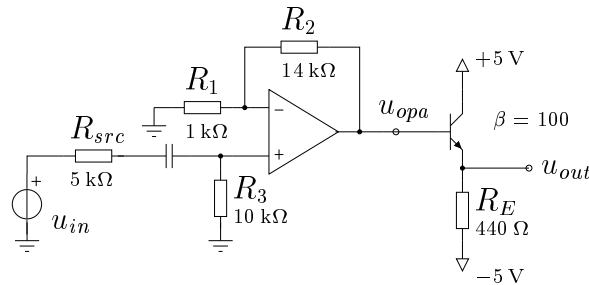 R2
14 kΩ
R1
1 kΩ
−
+
uopa
+5 V
β = 100
Rsrc
5 kΩ
+
uin
R3
10 kΩ
uout
RE
440 Ω
−5 V